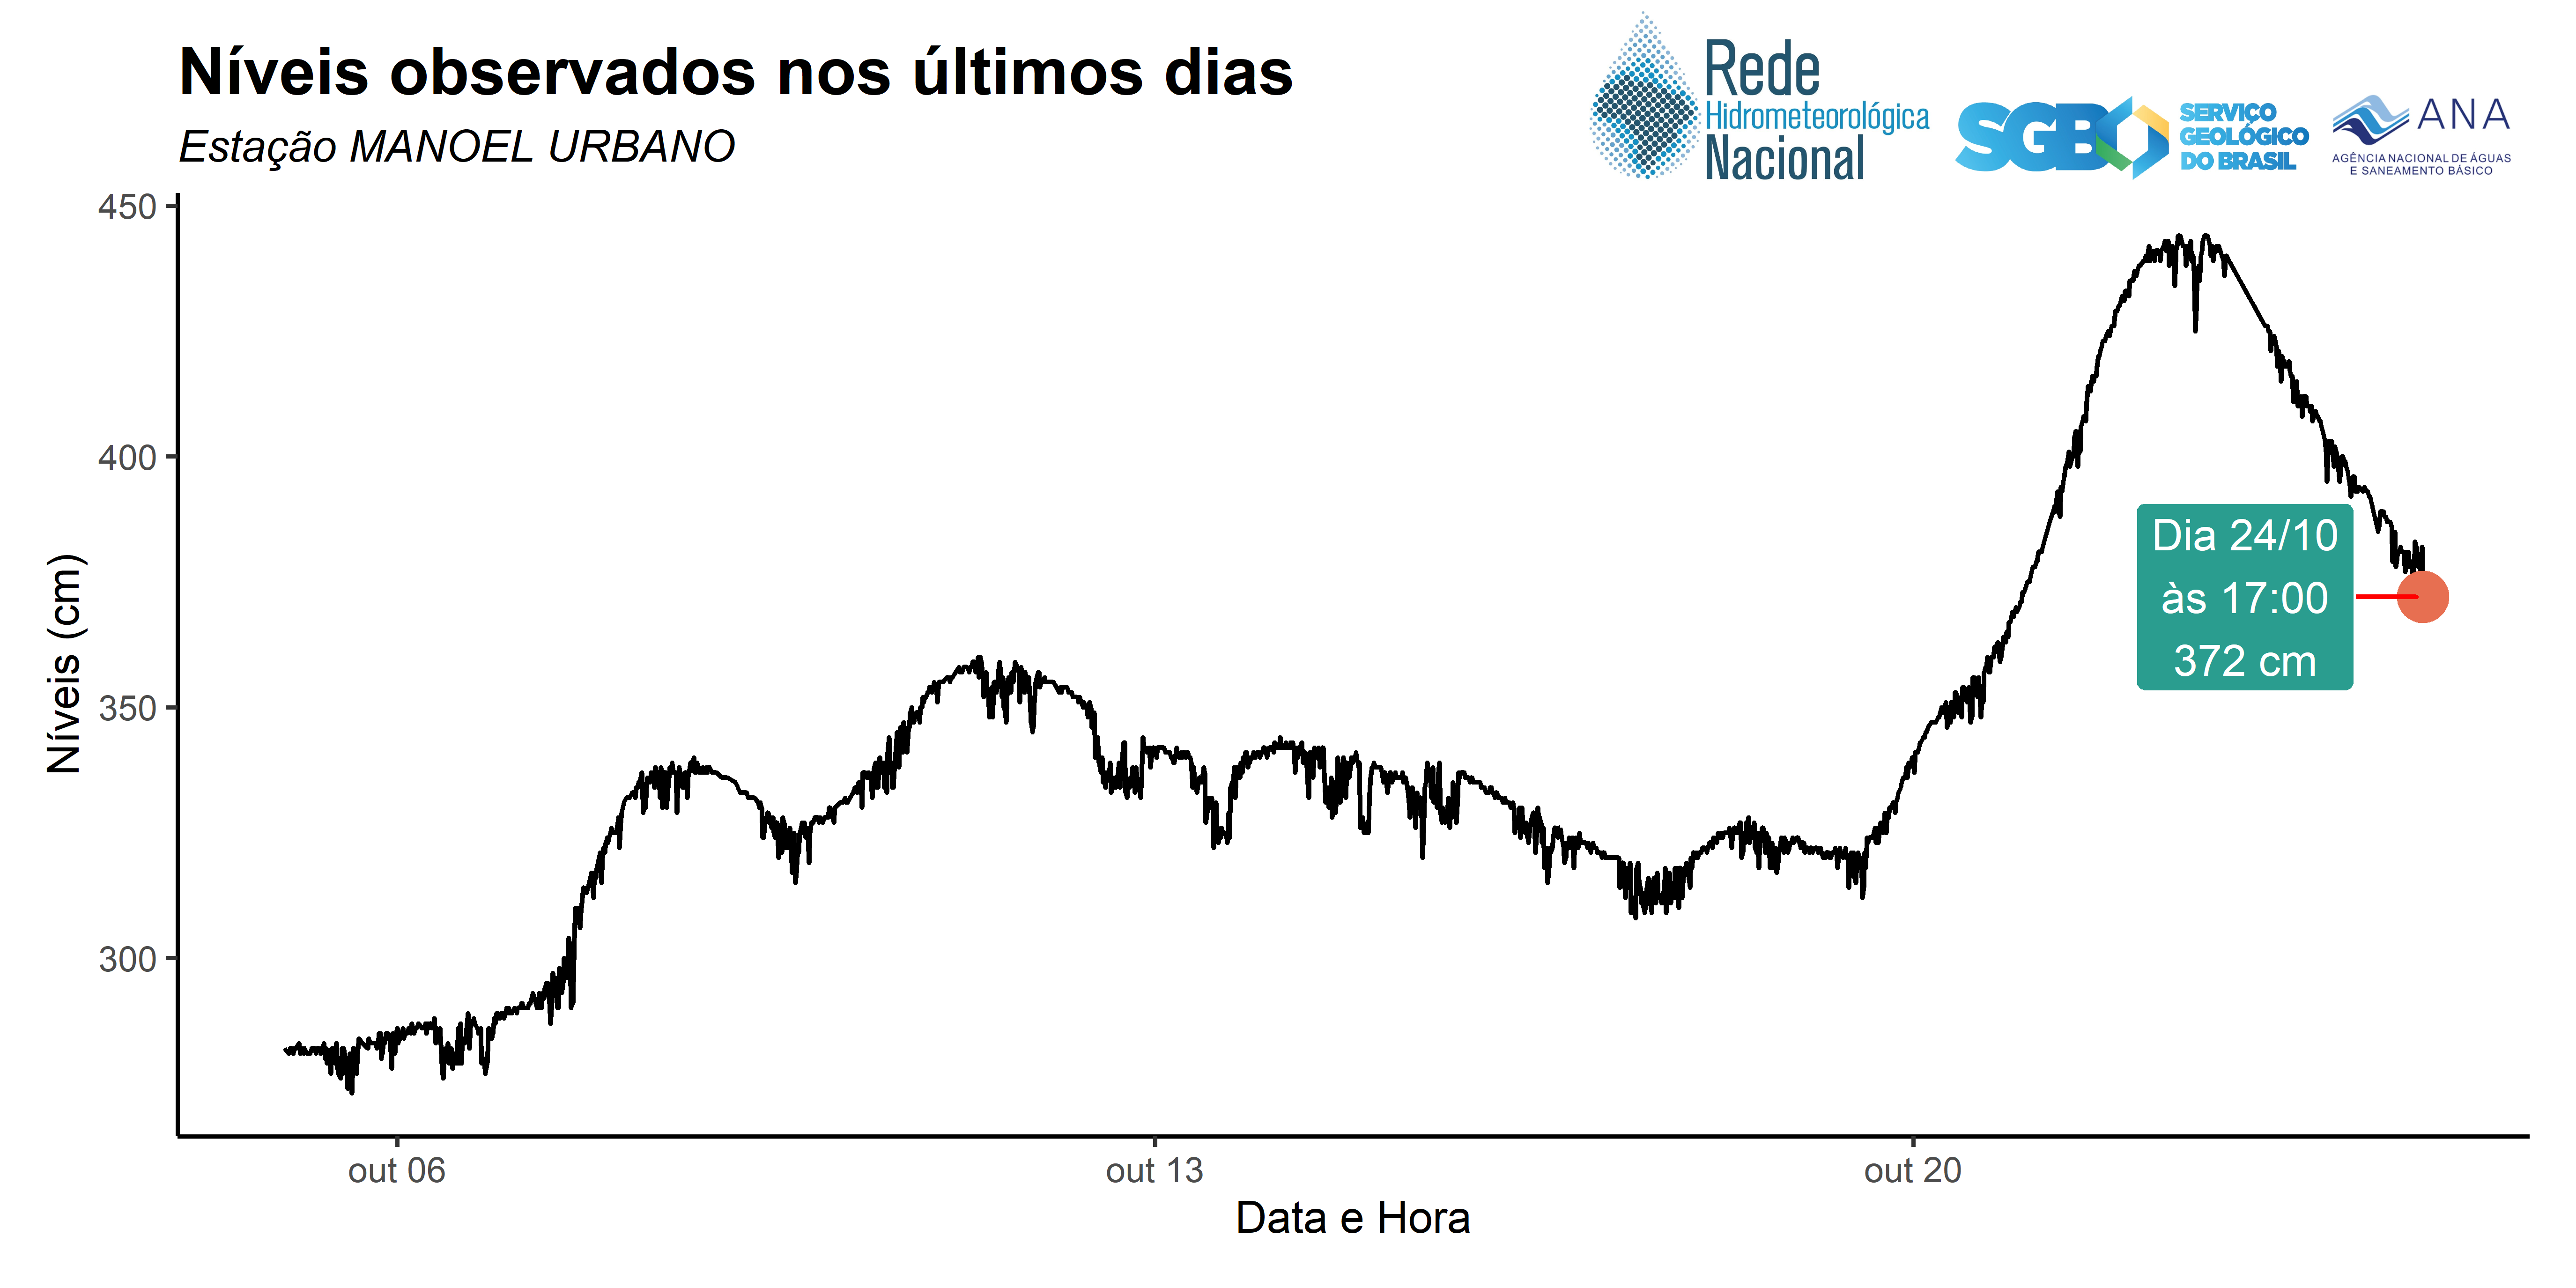 Níveis observados nos últimos dias
Estação MANOEL URBANO
Rede
Hidrometeorológica
Nacional
SGB
SERVIÇO
GEOLÓGICO
DO BRASIL
ANA
AGÊNCIA NACIONAL DE ÁGUAS
E SANEAMENTO BÁSICO
450
400
350
300
Níveis (cm)
Dia 24/10
às 17:00
372 cm
out 06
out 13
out 20
Data e Hora